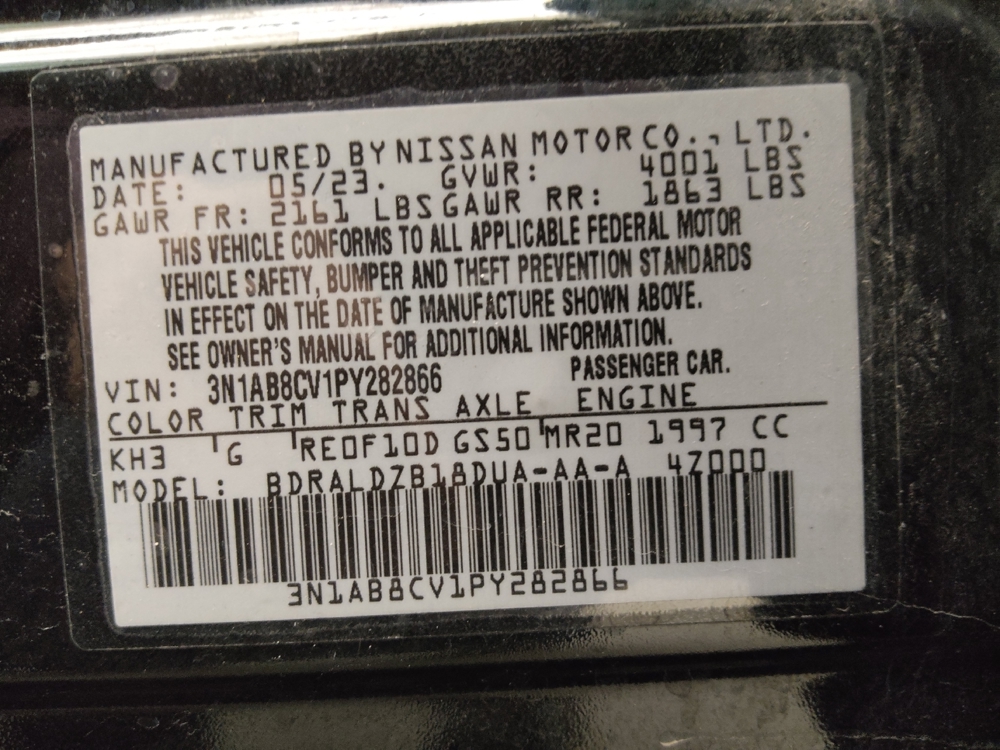 MANUFACTURED BY NISSAN MOTOR CO., LTD.
DATE: 05/23. GVWR: 4001 LBS
GAWR FR: 2161 LBS GAWR RR: 1863 LBS
THIS VEHICLE CONFORMS TO ALL APPLICABLE FEDERAL MOTOR
VEHICLE SAFETY, BUMPER AND THEFT PREVENTION STANDARDS
IN EFFECT ON THE DATE OF MANUFACTURE SHOWN ABOVE.
SEE OWNER'S MANUAL FOR ADDITIONAL INFORMATION.
VIN: 3N1AB8CV1PY282866 PASSENGER CAR.
COLOR TRIM TRANS AXLE ENGINE
KH3 G RE0F10D GS50 MR20 1997 CC
MODEL: BDRALDZB18DUA-AA-A 4Z000
3N1AB8CV1PY282866